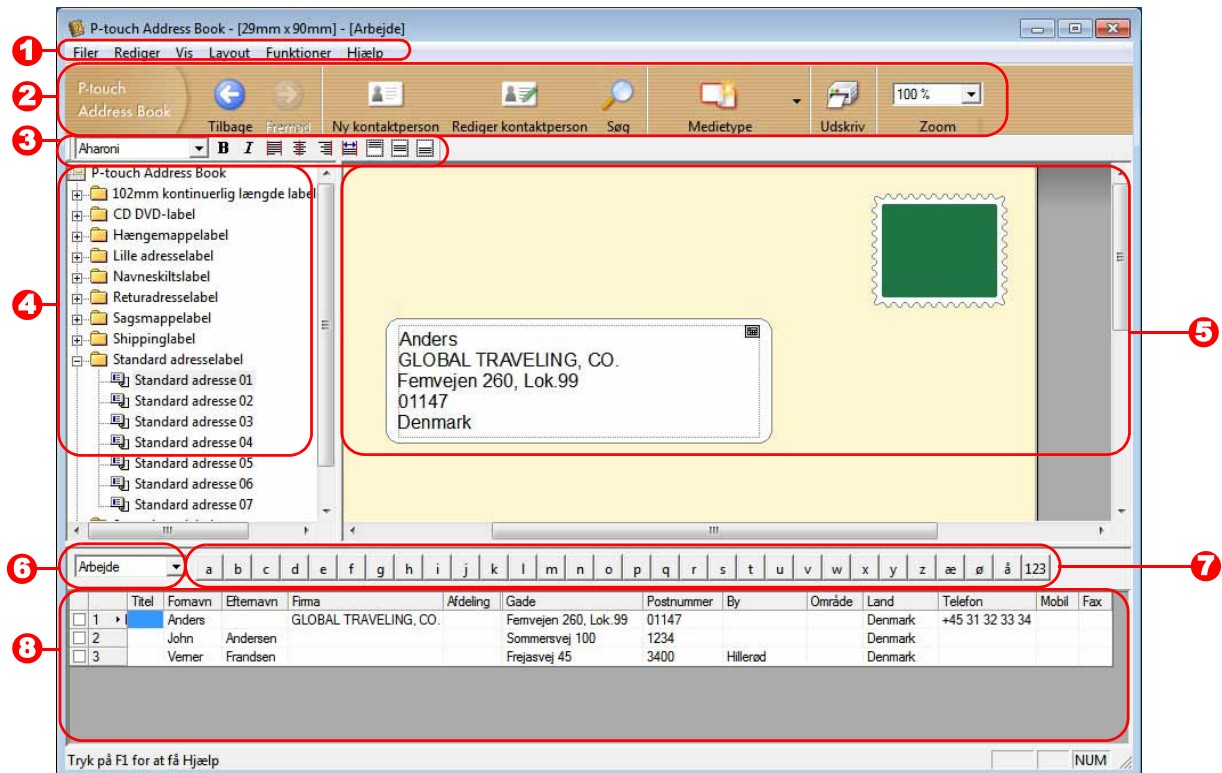 P-touch Address Book - [29mm x 90mm] - [Arbejde]
1
Filer Rediger Vis Layout Funktioner Hjælp
2
P-touch
Address Book
100 %
Tilbage Fremad Ny kontaktperson Rediger kontaktperson Søg Medietype Udskriv Zoom
3
Aharoni B I
P-touch Address Book
102mm kontinuerlig længde label
CD DVD-label
Hængemappelabel
Lille adresselabel
Navneskiltslabel
4
Returadresselabel
Sagsmappelabel
Shippinglabel
Standard adresselabel
Standard adresse 01
Standard adresse 02
Standard adresse 03
Standard adresse 04
Standard adresse 05
Standard adresse 06
Standard adresse 07
Anders
GLOBAL TRAVELING, CO.
Femvejen 260, Lok.99
01147
Denmark
5
6
Arbejde
a b c d e f g h i j k l m n o p q r s t u v w x y z æ ø å 123
7
Titel Fornavn Efternavn Firma Afdeling Gade Postnummer By Område Land Telefon Mobil Fax
1 Anders GLOBAL TRAVELING, CO. Femvejen 260, Lok.99 01147 Denmark +45 31 32 33 34
2 John Andersen Sommersvej 100 1234 Denmark
3 Verner Frandsen Frejasvej 45 3400 Hillerød Denmark
8
Tryk på F1 for at få Hjælp
NUM